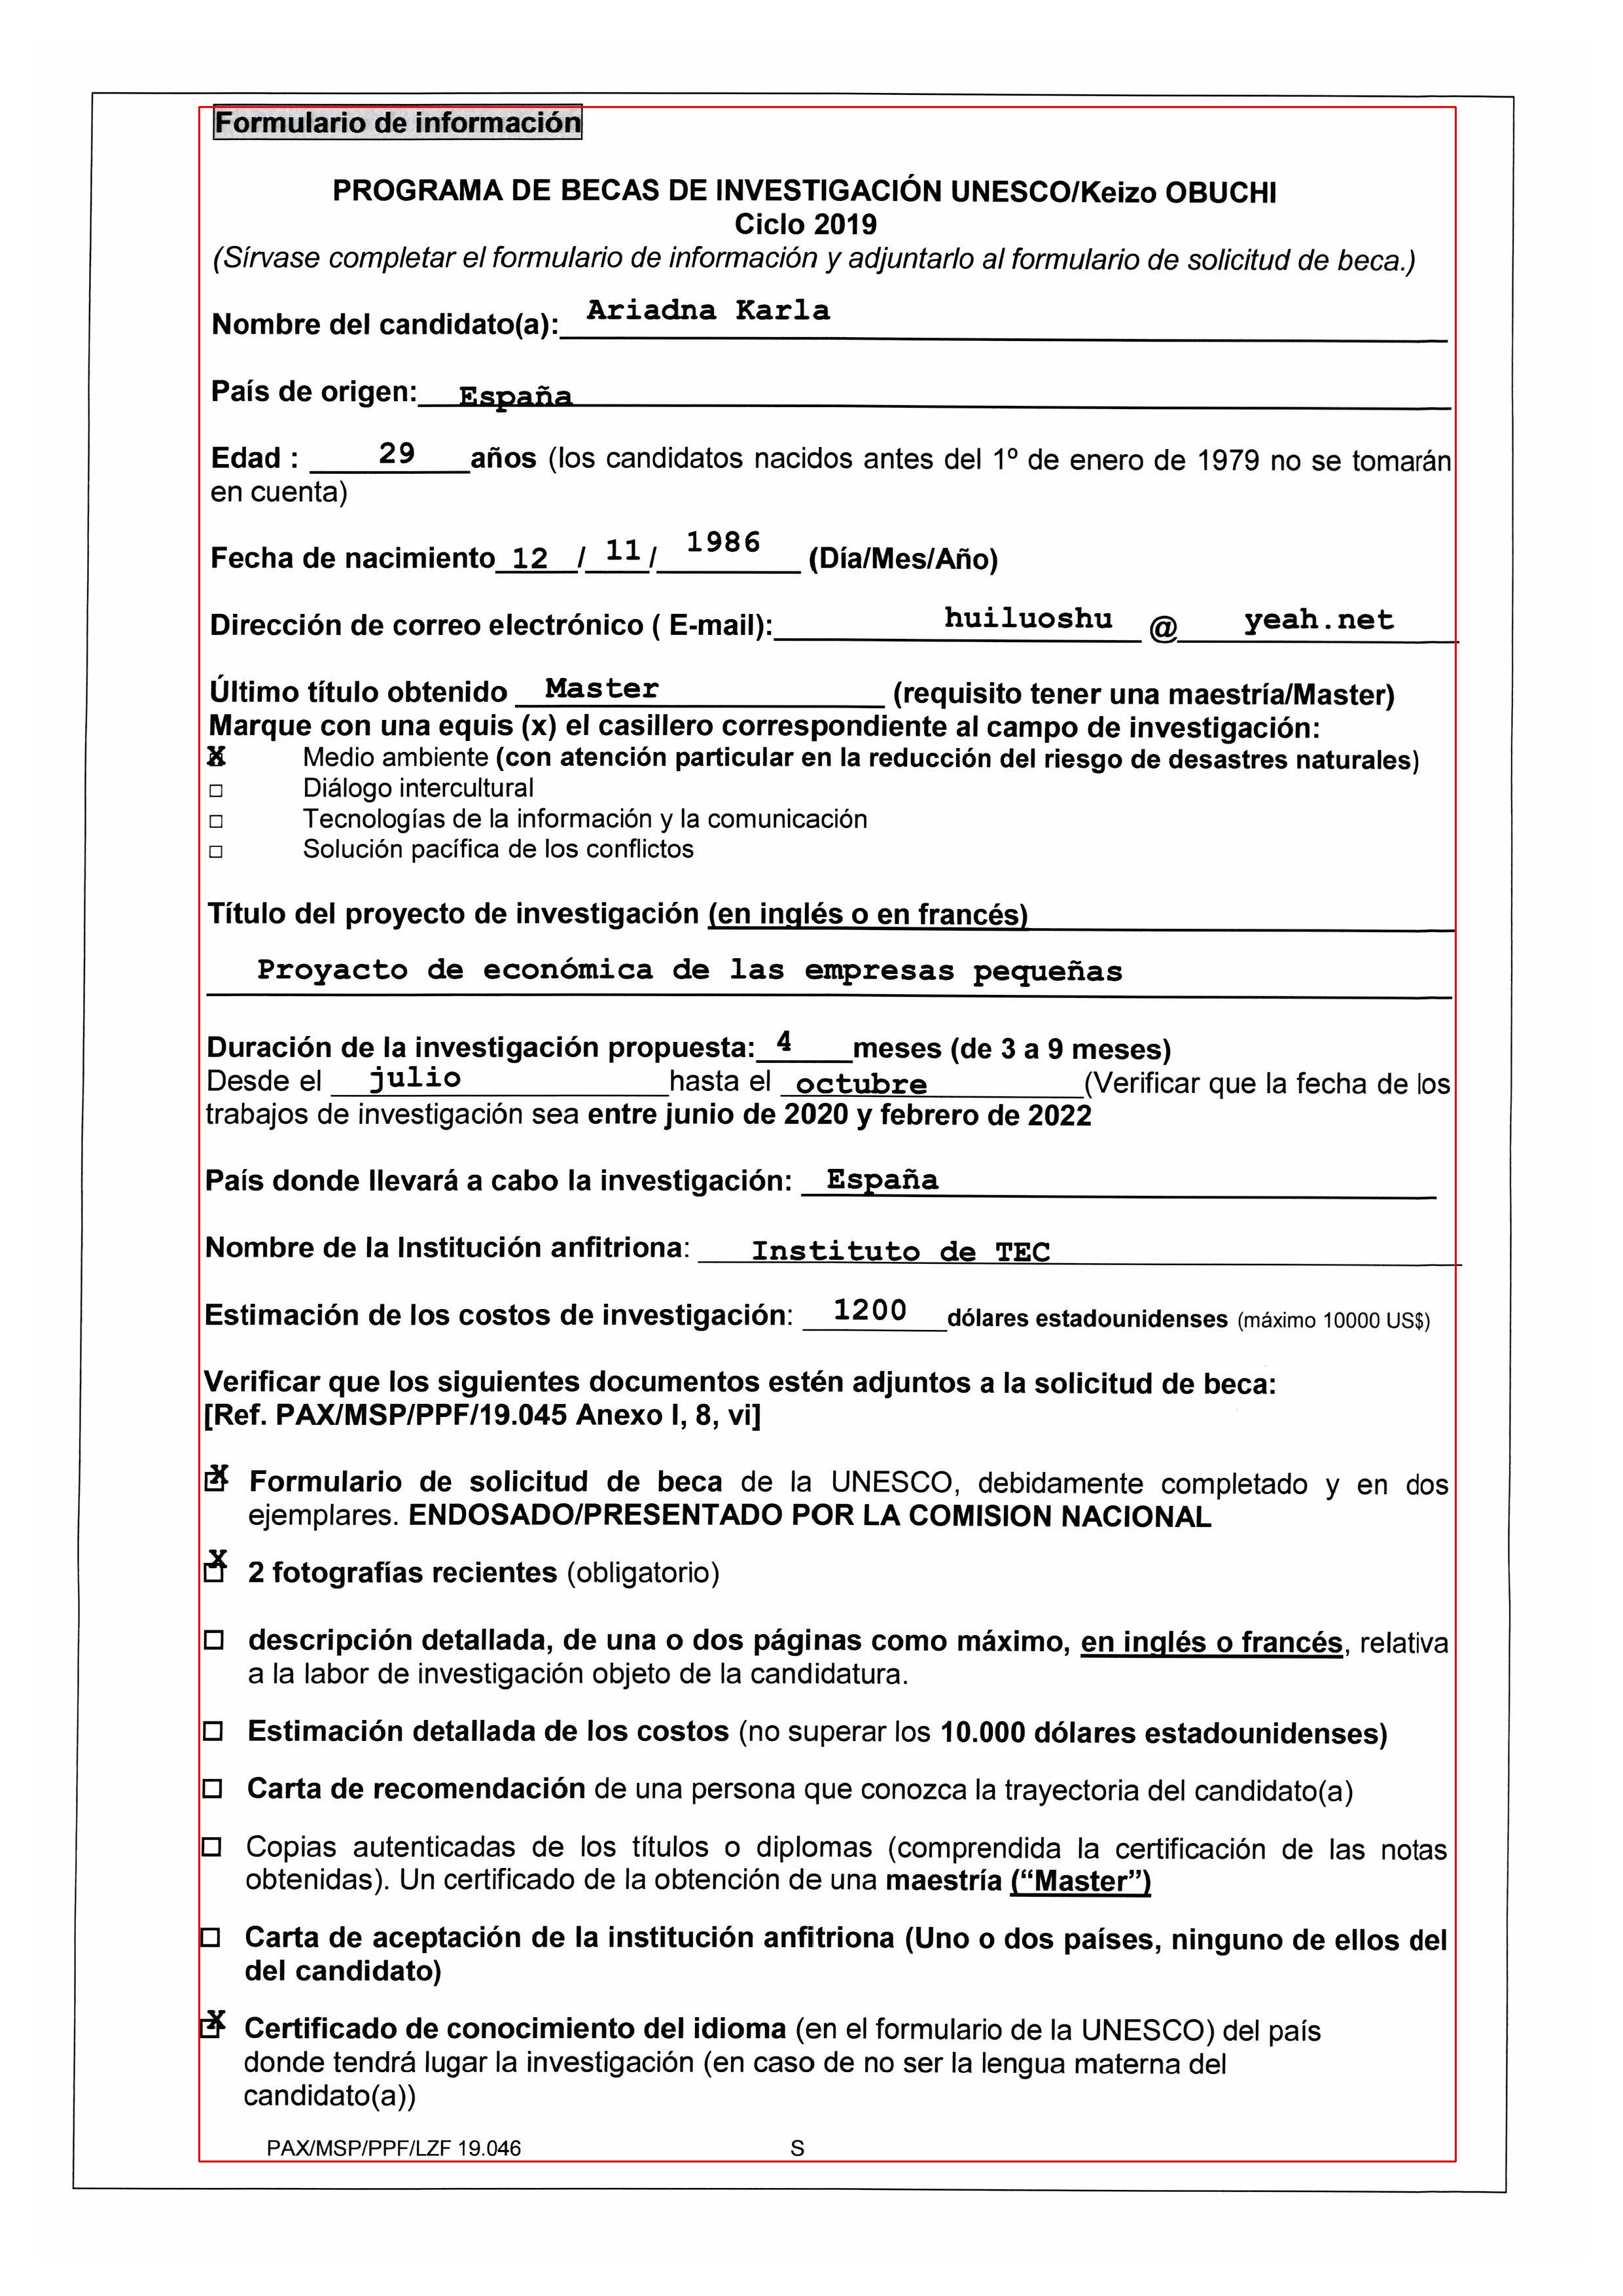 Formulario de información
PROGRAMA DE BECAS DE INVESTIGACIÓN UNESCO/Keizo OBUCHI
Ciclo 2019
(Sírvase completar el formulario de información y adjuntarlo al formulario de solicitud de beca.)
Nombre del candidato(a): Ariadna Karla
País de origen: España
Edad : 29 años (los candidatos nacidos antes del 1º de enero de 1979 no se tomarán
en cuenta)
Fecha de nacimiento 12 / 11 / 1986 (Día/Mes/Año)
Dirección de correo electrónico ( E-mail): huiluoshu @ yeah.net
Último título obtenido Master (requisito tener una maestría/Master)
Marque con una equis (x) el casillero correspondiente al campo de investigación:
X Medio ambiente (con atención particular en la reducción del riesgo de desastres naturales)
□ Diálogo intercultural
□ Tecnologías de la información y la comunicación
□ Solución pacífica de los conflictos
Título del proyecto de investigación (en inglés o en francés)
Proyacto de económica de las empresas pequeñas
Duración de la investigación propuesta: 4 meses (de 3 a 9 meses)
Desde el julio hasta el octubre (Verificar que la fecha de los
trabajos de investigación sea entre junio de 2020 y febrero de 2022
País donde llevará a cabo la investigación: España
Nombre de la Institución anfitriona: Instituto de TEC
Estimación de los costos de investigación: 1200 dólares estadounidenses (máximo 10000 US$)
Verificar que los siguientes documentos estén adjuntos a la solicitud de beca:
[Ref. PAX/MSP/PPF/19.045 Anexo I, 8, vi]
X Formulario de solicitud de beca de la UNESCO, debidamente completado y en dos
ejemplares. ENDOSADO/PRESENTADO POR LA COMISION NACIONAL
X 2 fotografías recientes (obligatorio)
□ descripción detallada, de una o dos páginas como máximo, en inglés o francés, relativa
a la labor de investigación objeto de la candidatura.
□ Estimación detallada de los costos (no superar los 10.000 dólares estadounidenses)
□ Carta de recomendación de una persona que conozca la trayectoria del candidato(a)
□ Copias autenticadas de los títulos o diplomas (comprendida la certificación de las notas
obtenidas). Un certificado de la obtención de una maestría (“Master”)
□ Carta de aceptación de la institución anfitriona (Uno o dos países, ninguno de ellos del
del candidato)
X Certificado de conocimiento del idioma (en el formulario de la UNESCO) del país
donde tendrá lugar la investigación (en caso de no ser la lengua materna del
candidato(a))
PAX/MSP/PPF/LZF 19.046 S